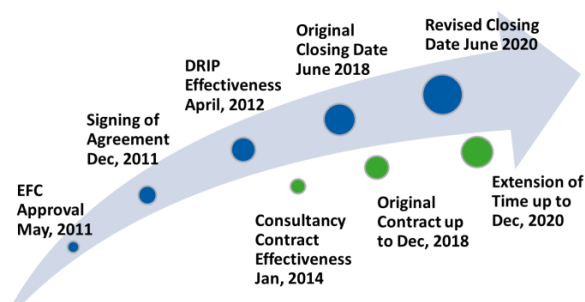 EFC
Approval
May, 2011
Signing of
Agreement
Dec, 2011
DRIP
Effectiveness
April, 2012
Original
Closing Date
June 2018
Revised Closing
Date June 2020
Consultancy
Contract
Effectiveness
Jan, 2014
Original
Contract up
to Dec, 2018
Extension of
Time up to
Dec, 2020